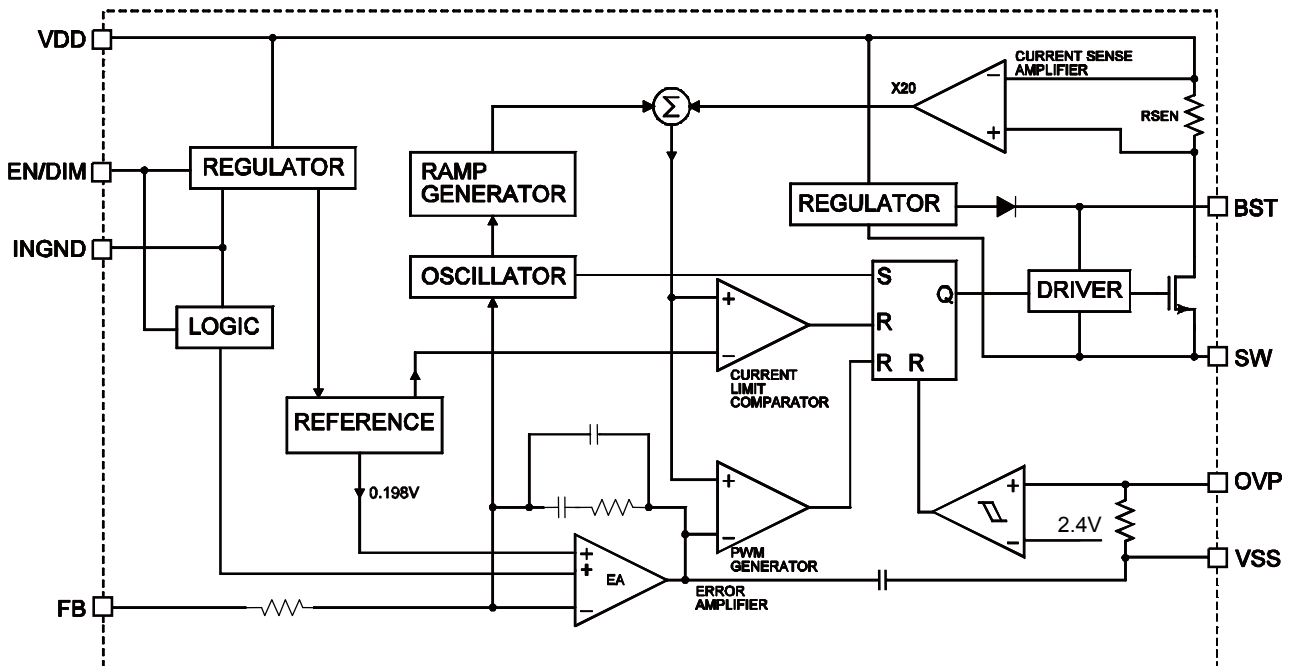 VDD
CURRENT SENSE
AMPLIFIER
X20
Σ
−
+
RSEN
EN/DIM
REGULATOR
RAMP
GENERATOR
REGULATOR
BST
INGND
OSCILLATOR
S
Q
R
R
R
DRIVER
LOGIC
+
−
CURRENT
LIMIT
COMPARATOR
SW
REFERENCE
0.198V
+
−
PWM
GENERATOR
+
−
2.4V
OVP
VSS
+
+
−
EA
ERROR
AMPLIFIER
FB